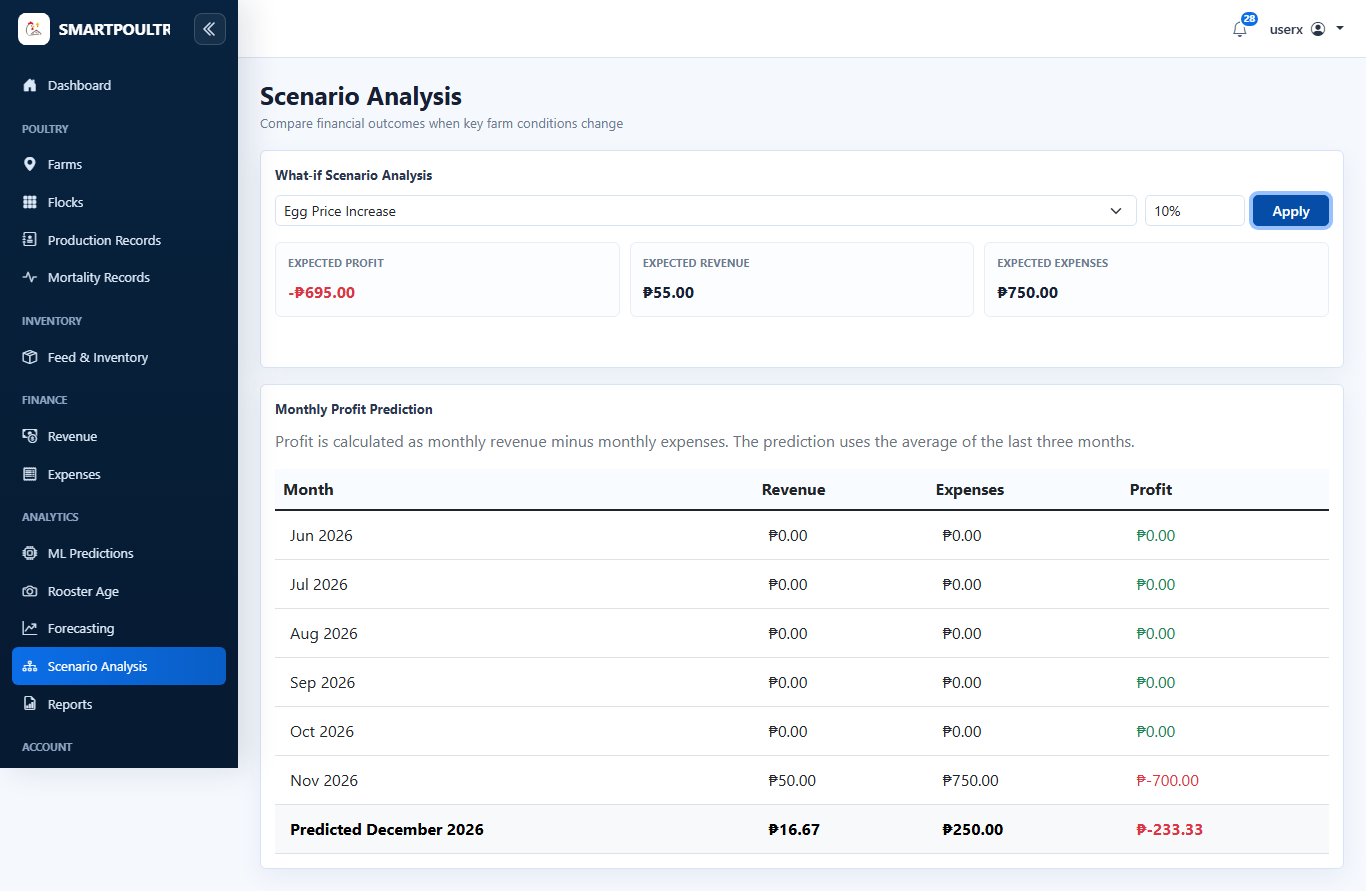 SMARTPOULTR
28
userx
Dashboard
POULTRY
Farms
Flocks
Production Records
Mortality Records
INVENTORY
Feed & Inventory
FINANCE
Revenue
Expenses
ANALYTICS
ML Predictions
Rooster Age
Forecasting
Scenario Analysis
Reports
ACCOUNT
Scenario Analysis
Compare financial outcomes when key farm conditions change
What-if Scenario Analysis
Egg Price Increase 10% Apply
EXPECTED PROFIT EXPECTED REVENUE EXPECTED EXPENSES
-₱695.00 ₱55.00 ₱750.00
Monthly Profit Prediction
Profit is calculated as monthly revenue minus monthly expenses. The prediction uses the average of the last three months.
Month Revenue Expenses Profit
Jun 2026 ₱0.00 ₱0.00 ₱0.00
Jul 2026 ₱0.00 ₱0.00 ₱0.00
Aug 2026 ₱0.00 ₱0.00 ₱0.00
Sep 2026 ₱0.00 ₱0.00 ₱0.00
Oct 2026 ₱0.00 ₱0.00 ₱0.00
Nov 2026 ₱50.00 ₱750.00 ₱-700.00
Predicted December 2026 ₱16.67 ₱250.00 ₱-233.33